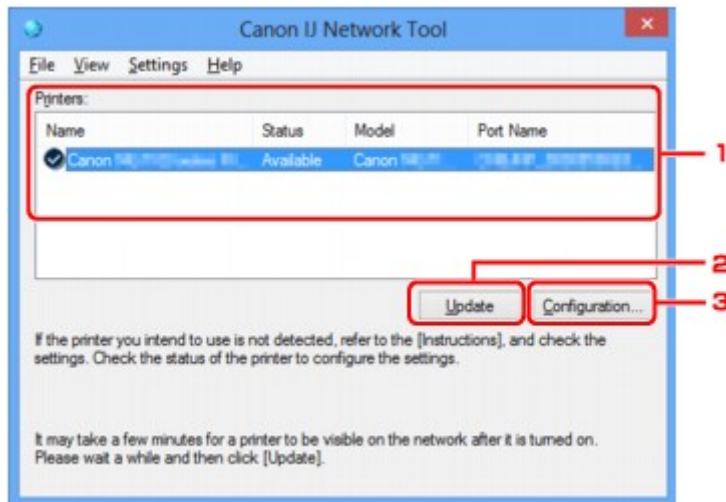 Canon IJ Network Tool
File View Settings Help
Printers:
Name Status Model Port Name
Canon Available Canon
1
2
Update Configuration...
3
If the printer you intend to use is not detected, refer to the [Instructions], and check the
settings. Check the status of the printer to configure the settings.
It may take a few minutes for a printer to be visible on the network after it is turned on.
Please wait a while and then click [Update].